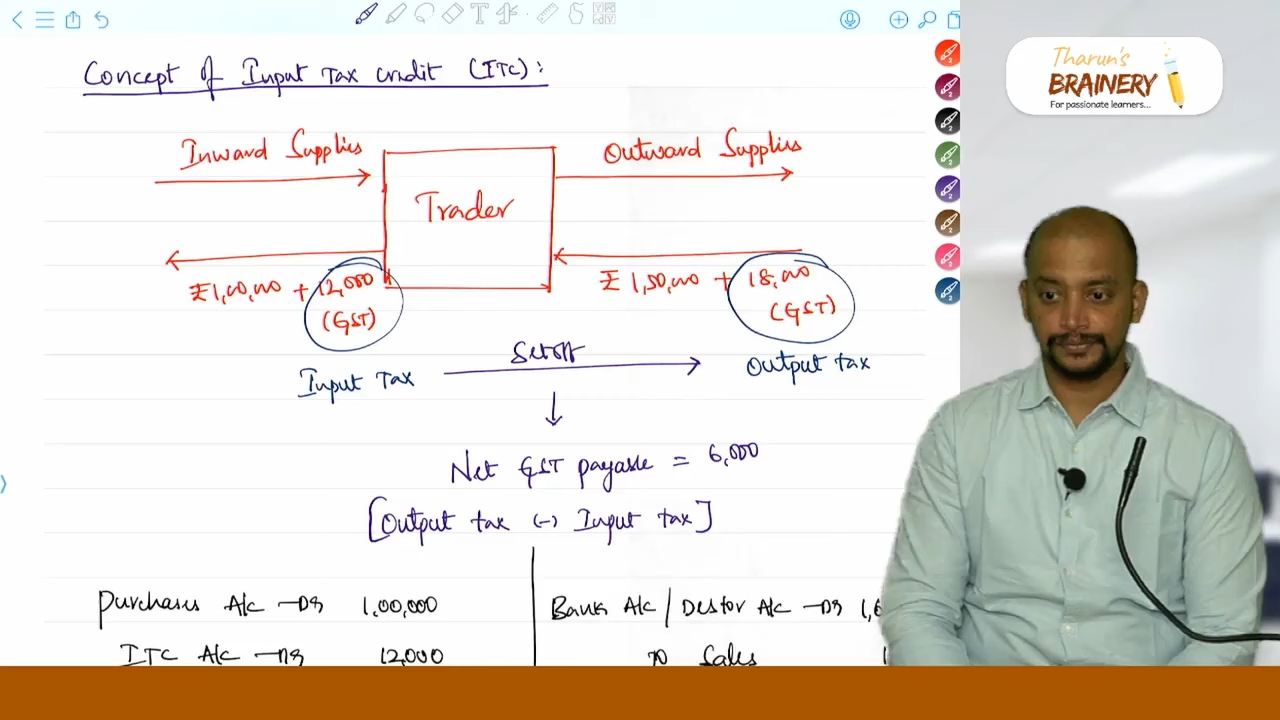 Concept of Input Tax Credit (ITC):
Inward Supplies
Outward Supplies
Trader
₹1,00,000 + 12,000
(GST)
₹ 1,50,000 + 18,000
(GST)
Setoff
Input Tax
Output tax
Net GST payable = 6,000
[Output tax (-) Input tax]
Purchases A/c —Dr 1,00,000
ITC A/c —Dr 12,000
Bank A/c / Debtor A/c —Dr
To Sales
Tharun's
BRAINERY
For passionate learners...